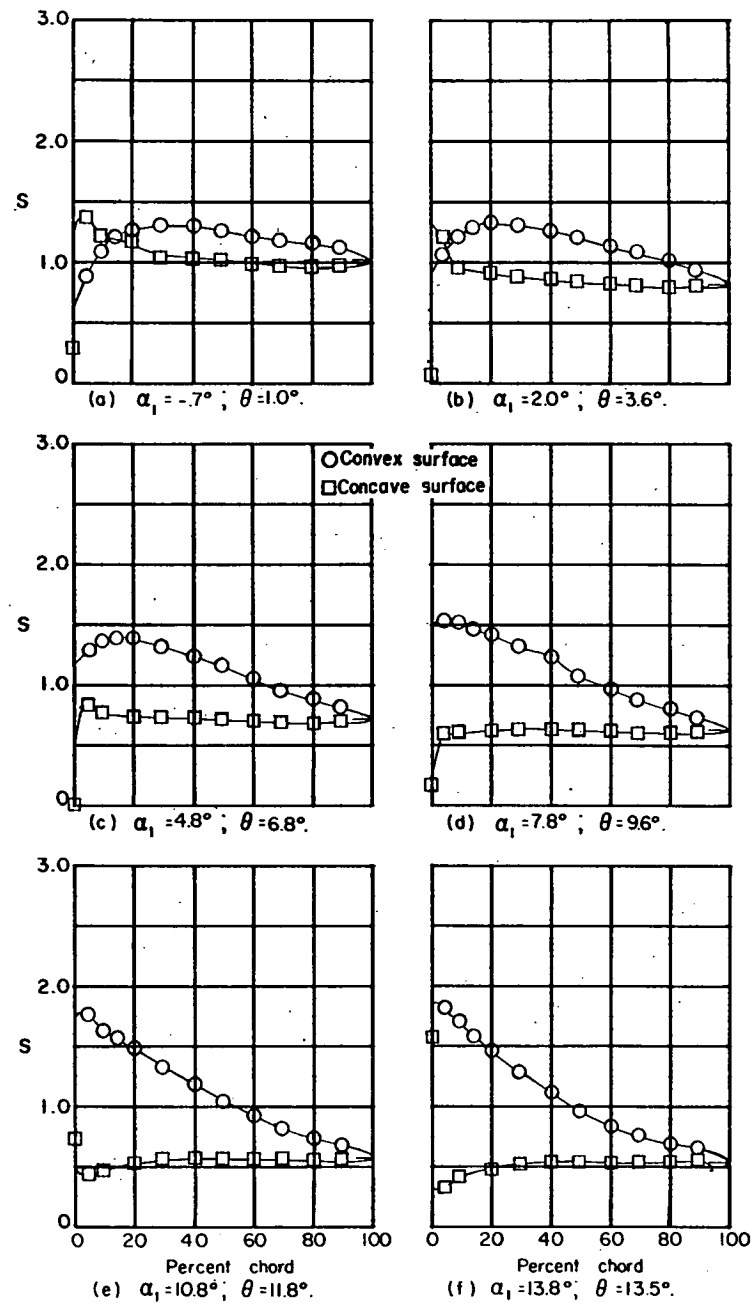 3.0
2.0
S
1.0
0
(a) α₁ = -.7° ; θ = 1.0°.
(b) α₁ = 2.0° ; θ = 3.6°.
3.0
○ Convex surface
□ Concave surface
2.0
S
1.0
0
(c) α₁ = 4.8° ; θ = 6.8°.
(d) α₁ = 7.8° ; θ = 9.6°.
3.0
2.0
S
1.0
0
0 20 40 60 80 100
0 20 40 60 80 100
Percent chord
Percent chord
(e) α₁ = 10.8° ; θ = 11.8°.
(f) α₁ = 13.8° ; θ = 13.5°.